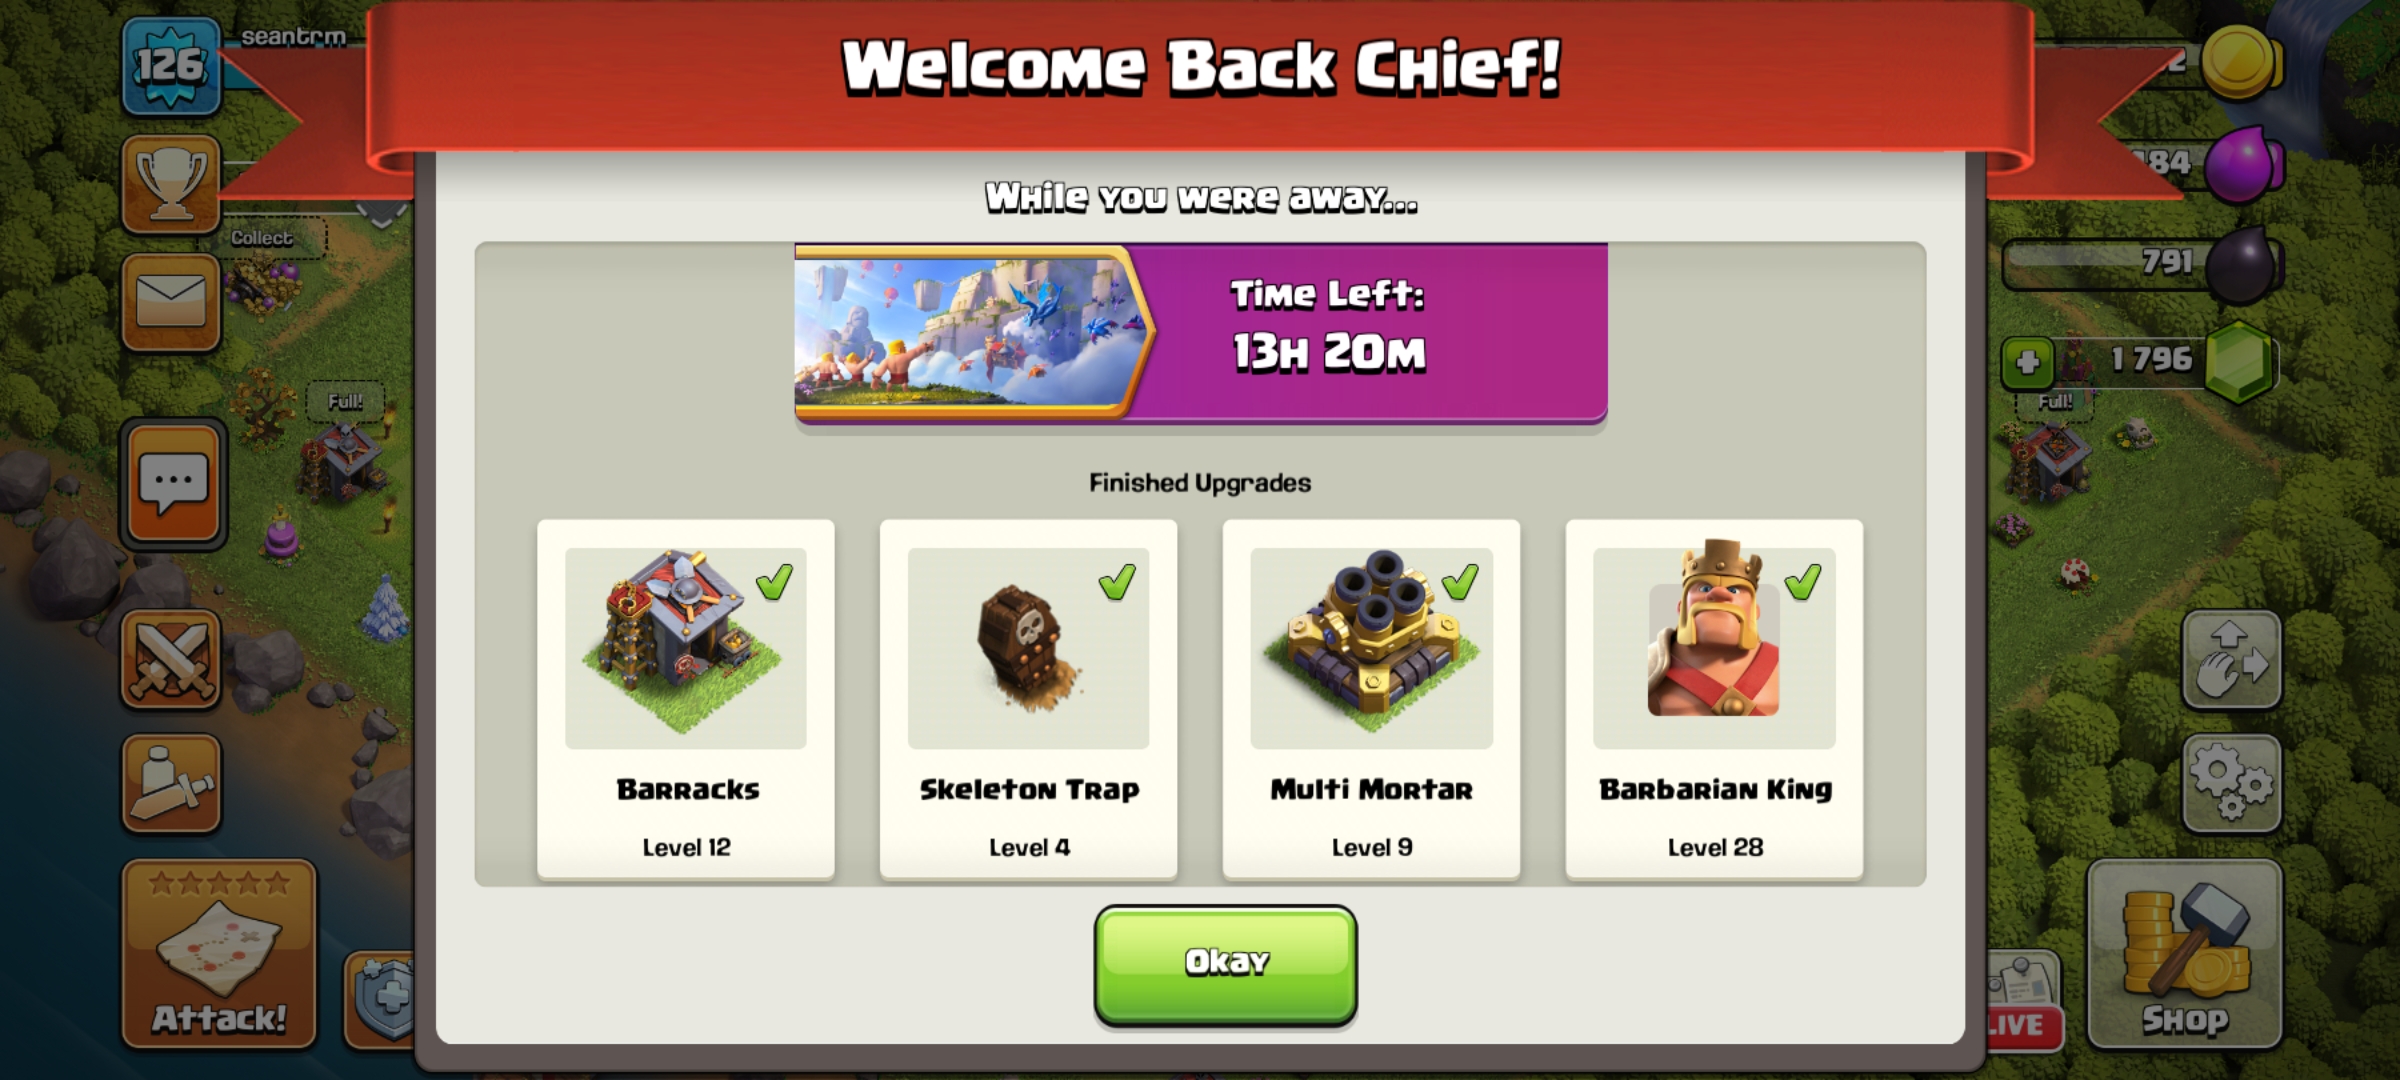 Welcome Back Chief!
126
seantrm
While you were away...
Collect
84
791
1 796
Time Left:
13H 20M
Full!
Full!
Finished Upgrades
Barracks
Level 12
Skeleton Trap
Level 4
Multi Mortar
Level 9
Barbarian King
Level 28
Okay
Attack!
LIVE
Shop